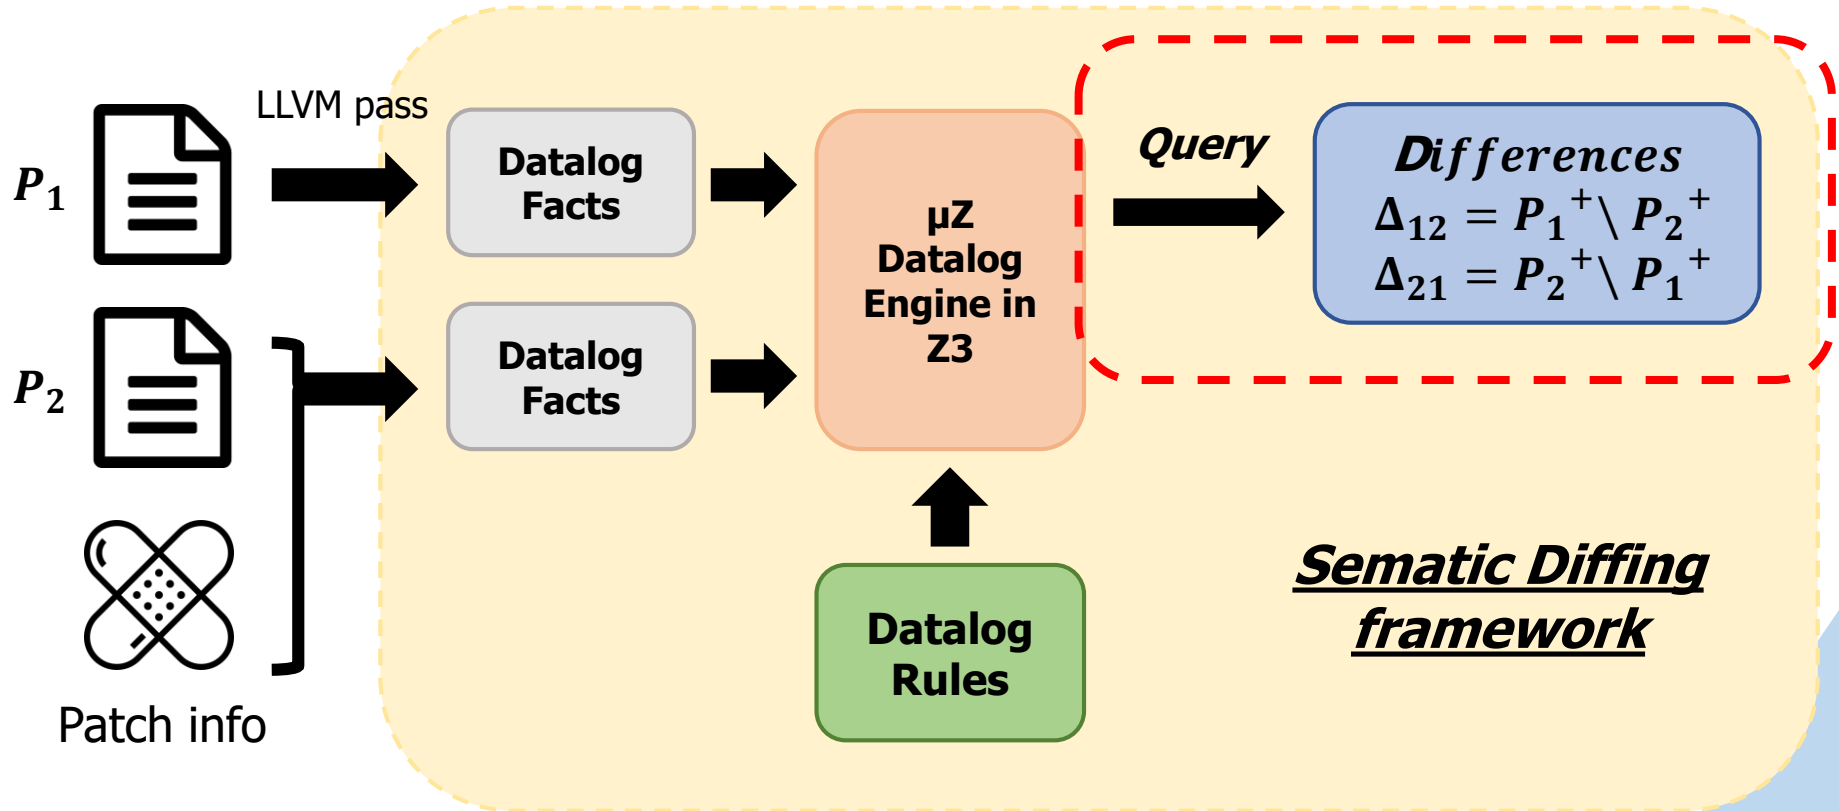 LLVM pass
P₁
Datalog
Facts
P₂
Datalog
Facts
Patch info
µZ
Datalog
Engine in
Z3
Datalog
Rules
Query
Differences
Δ₁₂ = P₁⁺ \ P₂⁺
Δ₂₁ = P₂⁺ \ P₁⁺
Sematic Diffing
framework